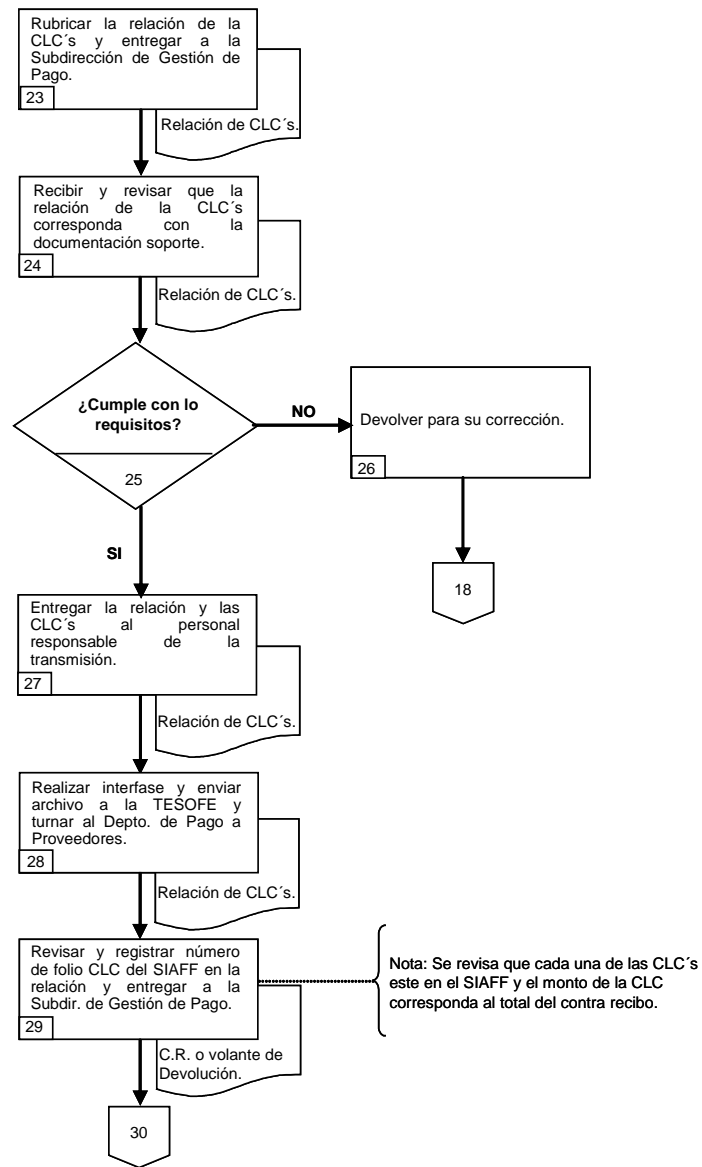 Rubricar la relación de la
CLC´s y entregar a la
Subdirección de Gestión de
Pago.
23
Relación de CLC´s.
Recibir y revisar que la
relación de la CLC´s
corresponda con la
documentación soporte.
24
Relación de CLC´s.
¿Cumple con lo
requisitos?
25
NO
Devolver para su corrección.
26
18
SI
Entregar la relación y las
CLC´s al personal
responsable de la
transmisión.
27
Relación de CLC´s.
Realizar interfase y enviar
archivo a la TESOFE y
turnar al Depto. de Pago a
Proveedores.
28
Relación de CLC´s.
Revisar y registrar número
de folio CLC del SIAFF en la
relación y entregar a la
Subdir. de Gestión de Pago.
29
Nota: Se revisa que cada una de las CLC´s
este en el SIAFF y el monto de la CLC
corresponda al total del contra recibo.
C.R. o volante de
Devolución.
30